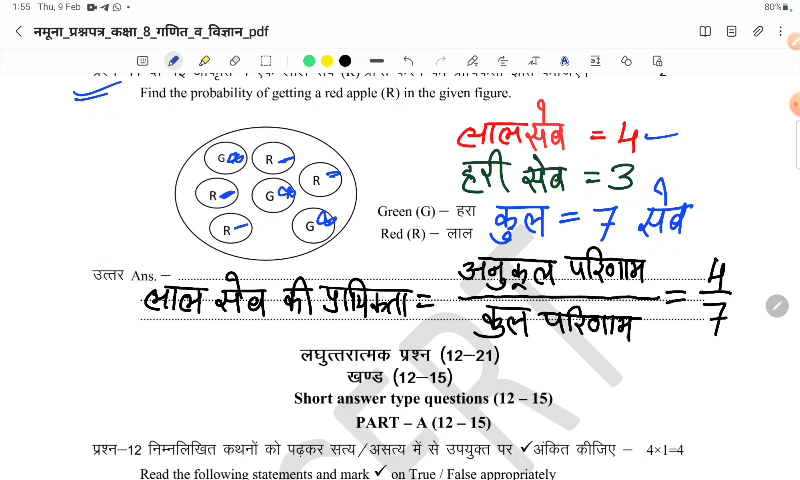 1:55 Thu, 9 Feb
80%
नमूना_प्रश्नपत्र_कक्षा_8_गणित_व_विज्ञान_.pdf
2
Find the probability of getting a red apple (R) in the given figure.
लाल सेब = 4
हरी सेब = 3
G R
R
R G
R G
Green (G) – हरा
Red (R) – लाल
कुल = 7 सेब
उत्तर Ans. –
लाल सेब की प्रायिकता = अनुकूल परिणाम / कुल परिणाम = 4/7
लघुत्तरात्मक प्रश्न (12–21)
खण्ड (12–15)
Short answer type questions (12 – 15)
PART – A (12 – 15)
प्रश्न–12 निम्नलिखित कथनों को पढ़कर सत्य/असत्य में से उपयुक्त पर ✓अंकित कीजिए – 4×1=4
Read the following statements and mark ✓ on True / False appropriately